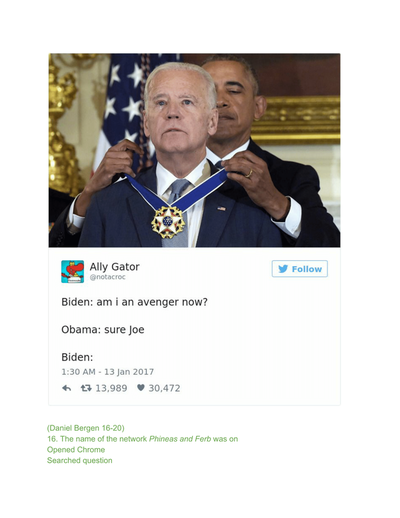 Ally Gator
@notacroc
Follow
Biden: am i an avenger now?
Obama: sure Joe
Biden:
1:30 AM - 13 Jan 2017
13,989 30,472
(Daniel Bergen 16-20)
16. The name of the network Phineas and Ferb was on
Opened Chrome
Searched question